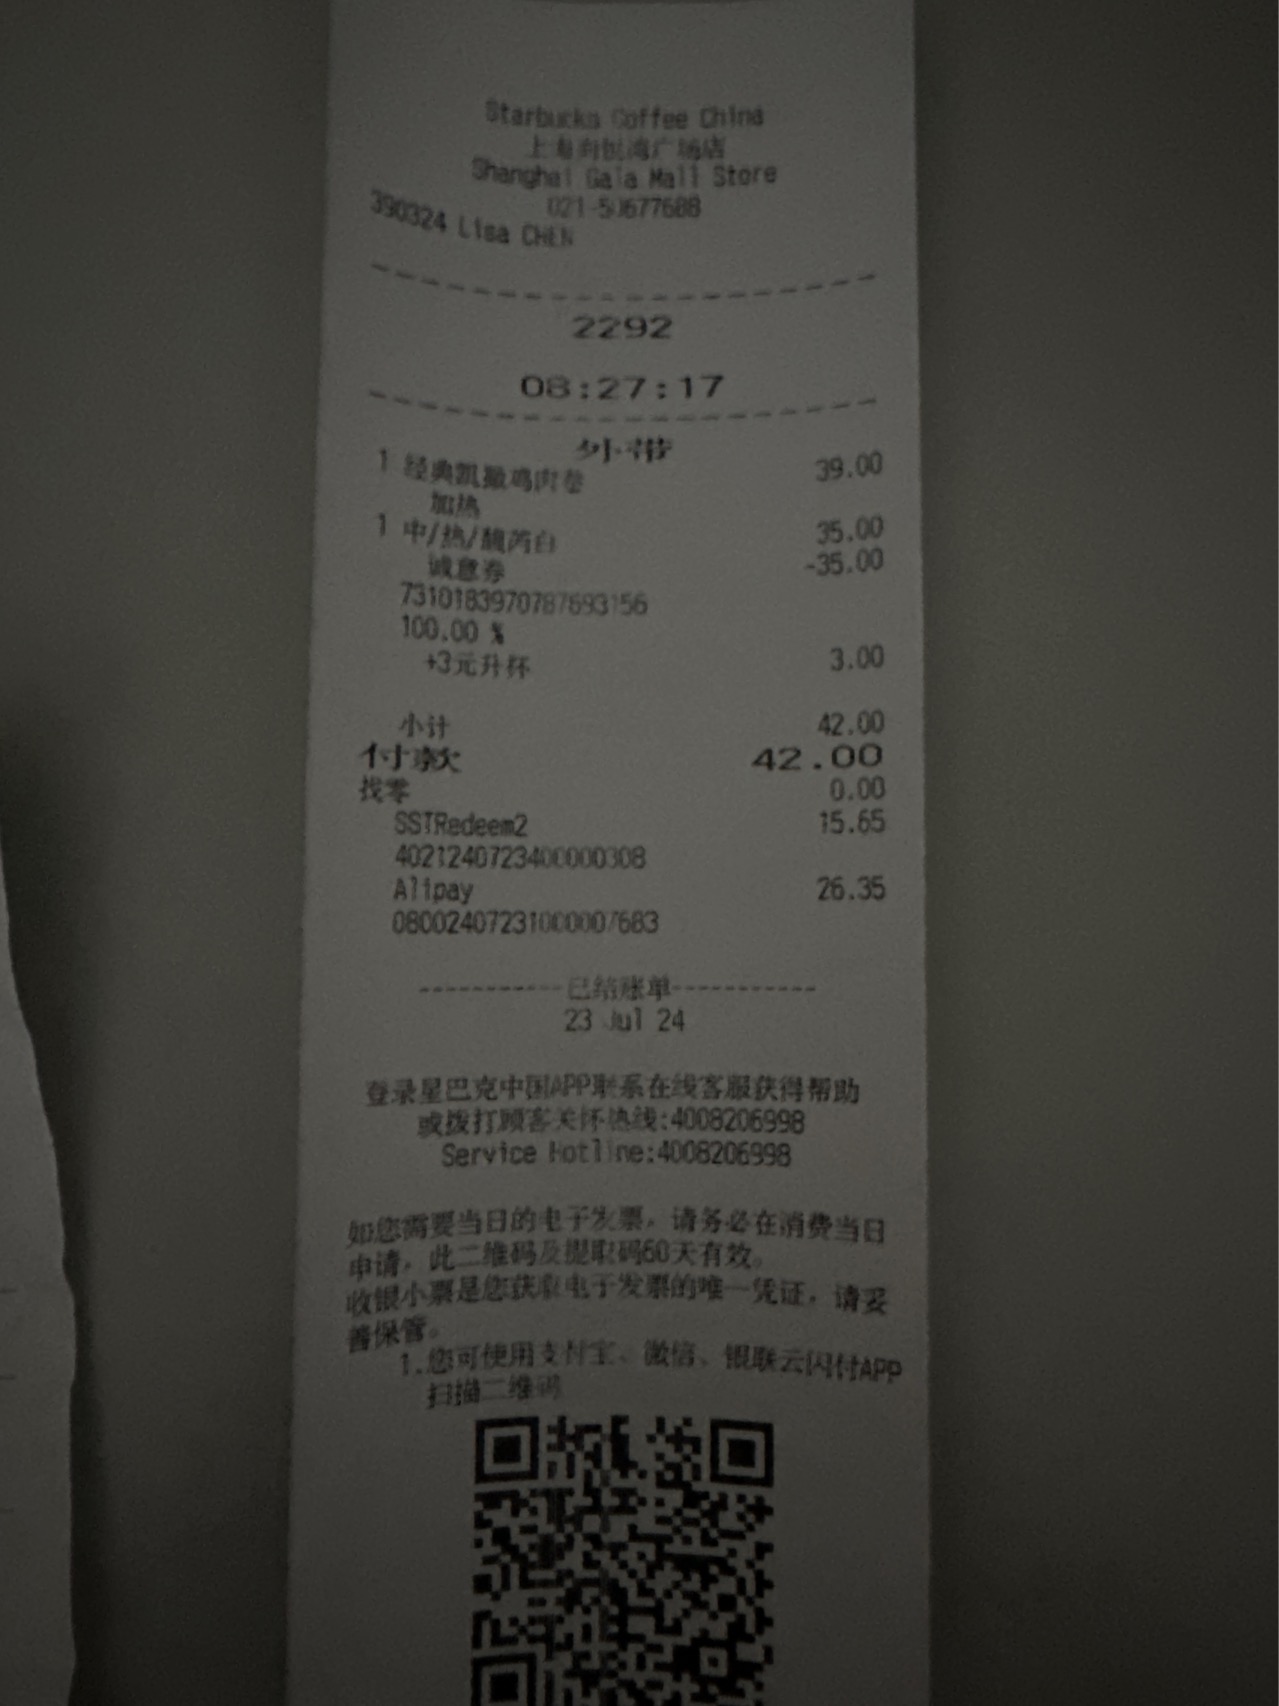 Starbucks Coffee China
上海尚悦湾广场店
Shanghai Gala Mall Store
021-50677688
390324 Lisa CHEN
2292
08:27:17
外带
1 经典凯撒鸡肉卷 39.00
加热
1 中/热/馥芮白 35.00
诚意券 -35.00
7310183970787693156
100.00 %
+3元升杯 3.00
小计 42.00
付款 42.00
找零 0.00
SSTRedeem2 15.65
4021240723400000308
Alipay 26.35
0800240723100007683
-----------已结账单-----------
23 Jul 24
登录星巴克中国APP联系在线客服获得帮助
或拨打顾客关怀热线:4008206998
Service Hotline:4008206998
如您需要当日的电子发票，请务必在消费当日
申请，此二维码及提取码60天有效。
收银小票是您获取电子发票的唯一凭证，请妥
善保管。
1.您可使用支付宝、微信、银联云闪付APP
扫描二维码